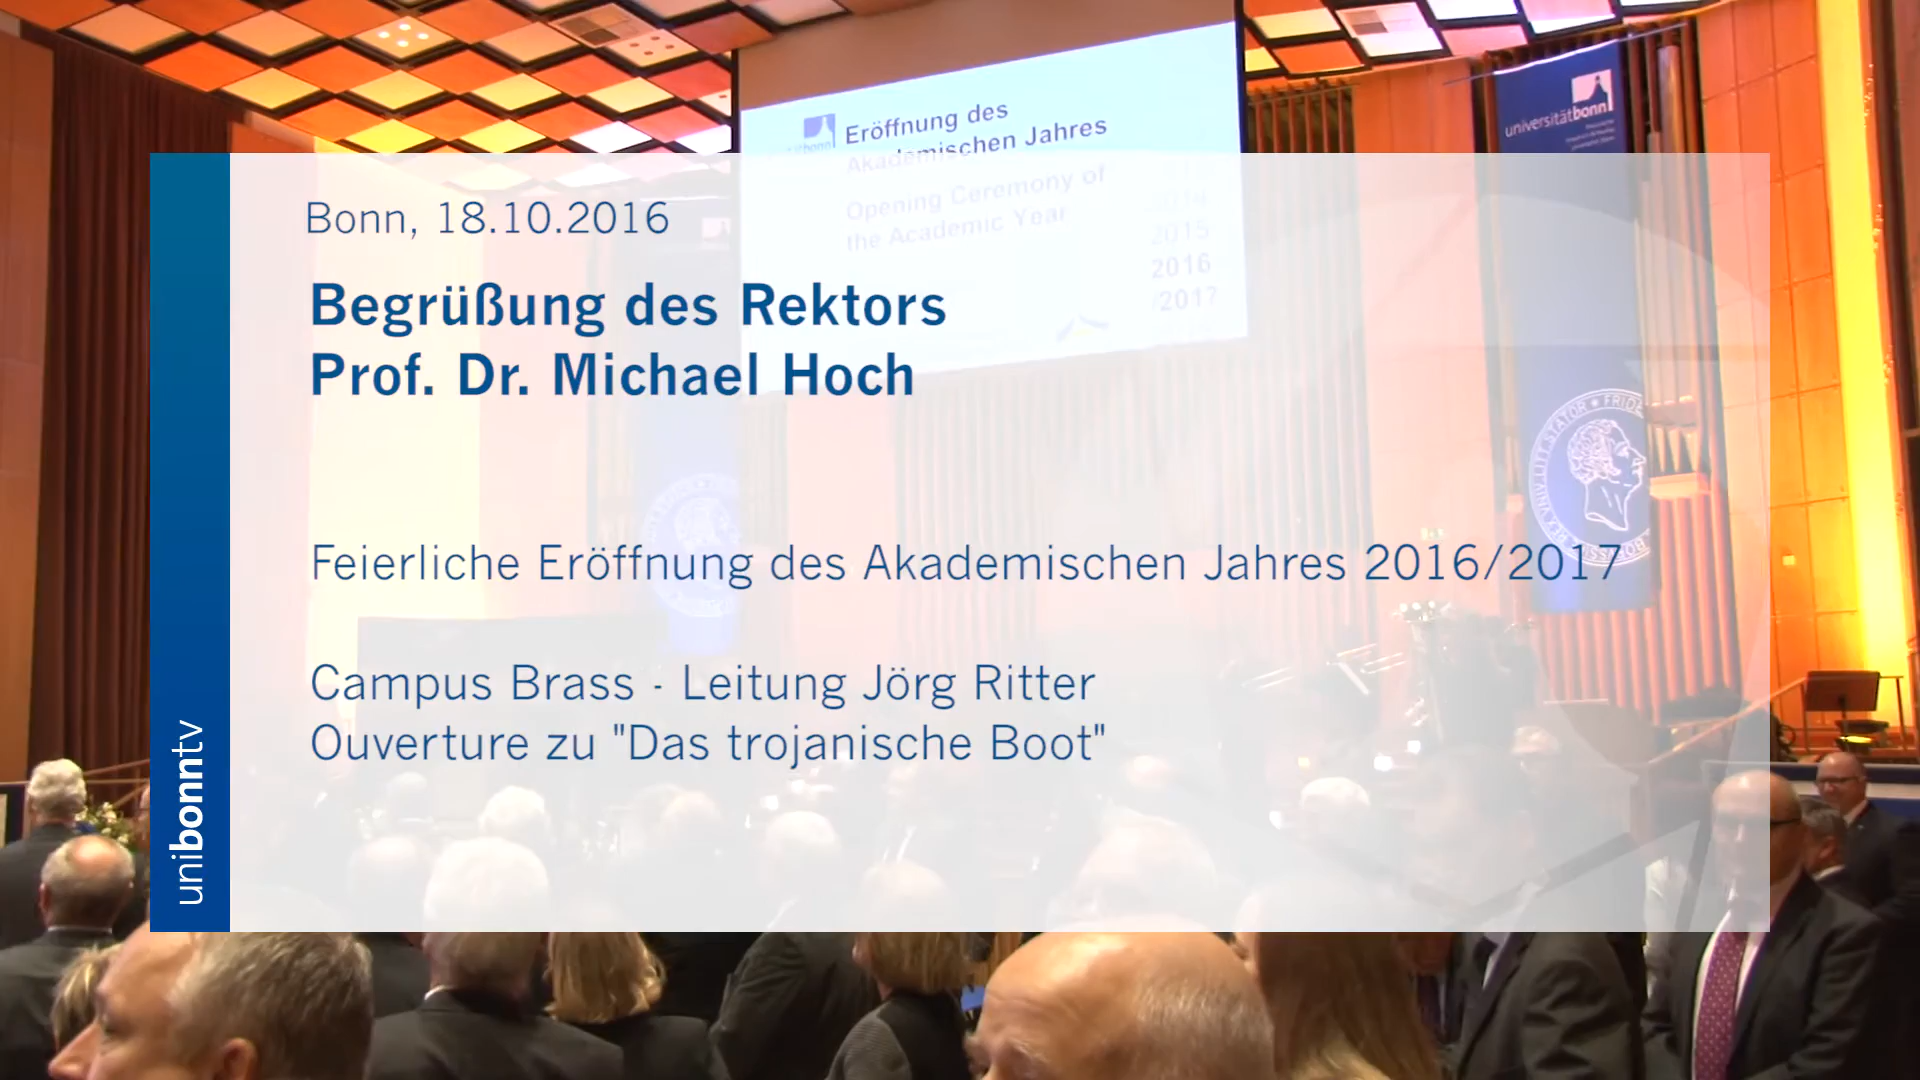 Eröffnung des
Akademischen Jahres
Opening Ceremony of
the Academic Year
2015
2016
/2017
universitätbonn
Bonn, 18.10.2016
Begrüßung des Rektors
Prof. Dr. Michael Hoch
Feierliche Eröffnung des Akademischen Jahres 2016/2017
Campus Brass - Leitung Jörg Ritter
Ouverture zu "Das trojanische Boot"
unibonntv